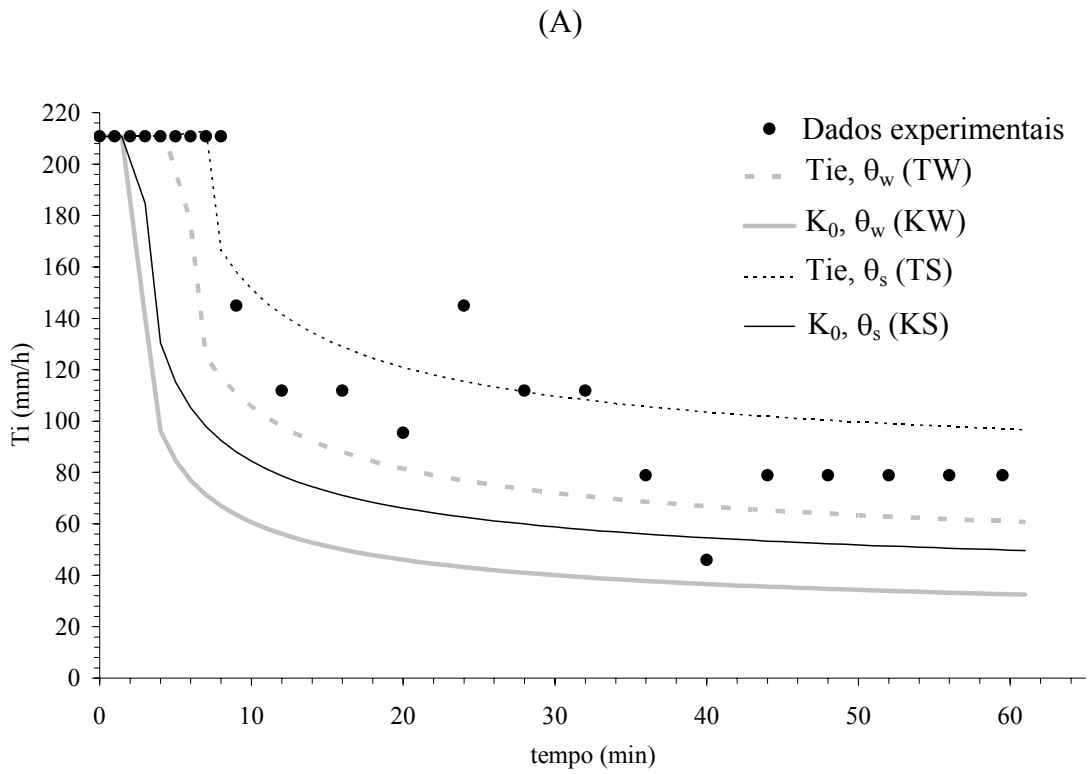 (A)
220
200
180
160
140
120
100
80
60
40
20
0
Ti (mm/h)
0 10 20 30 40 50 60
tempo (min)
Dados experimentais
Tie, θw (TW)
K0, θw (KW)
Tie, θs (TS)
K0, θs (KS)